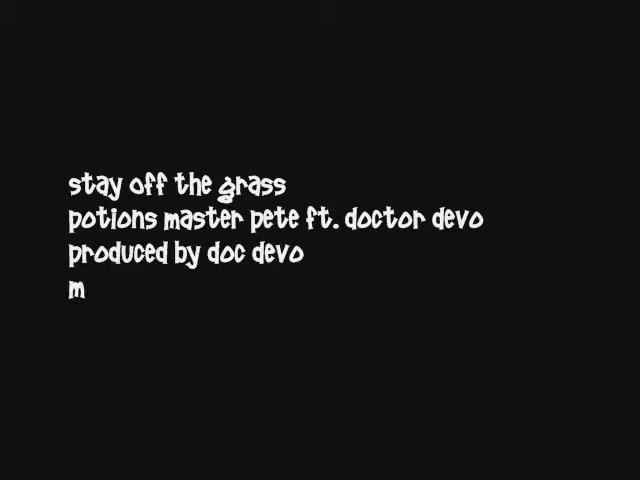 stay off the grass
potions master pete ft. doctor devo
produced by doc devo
m